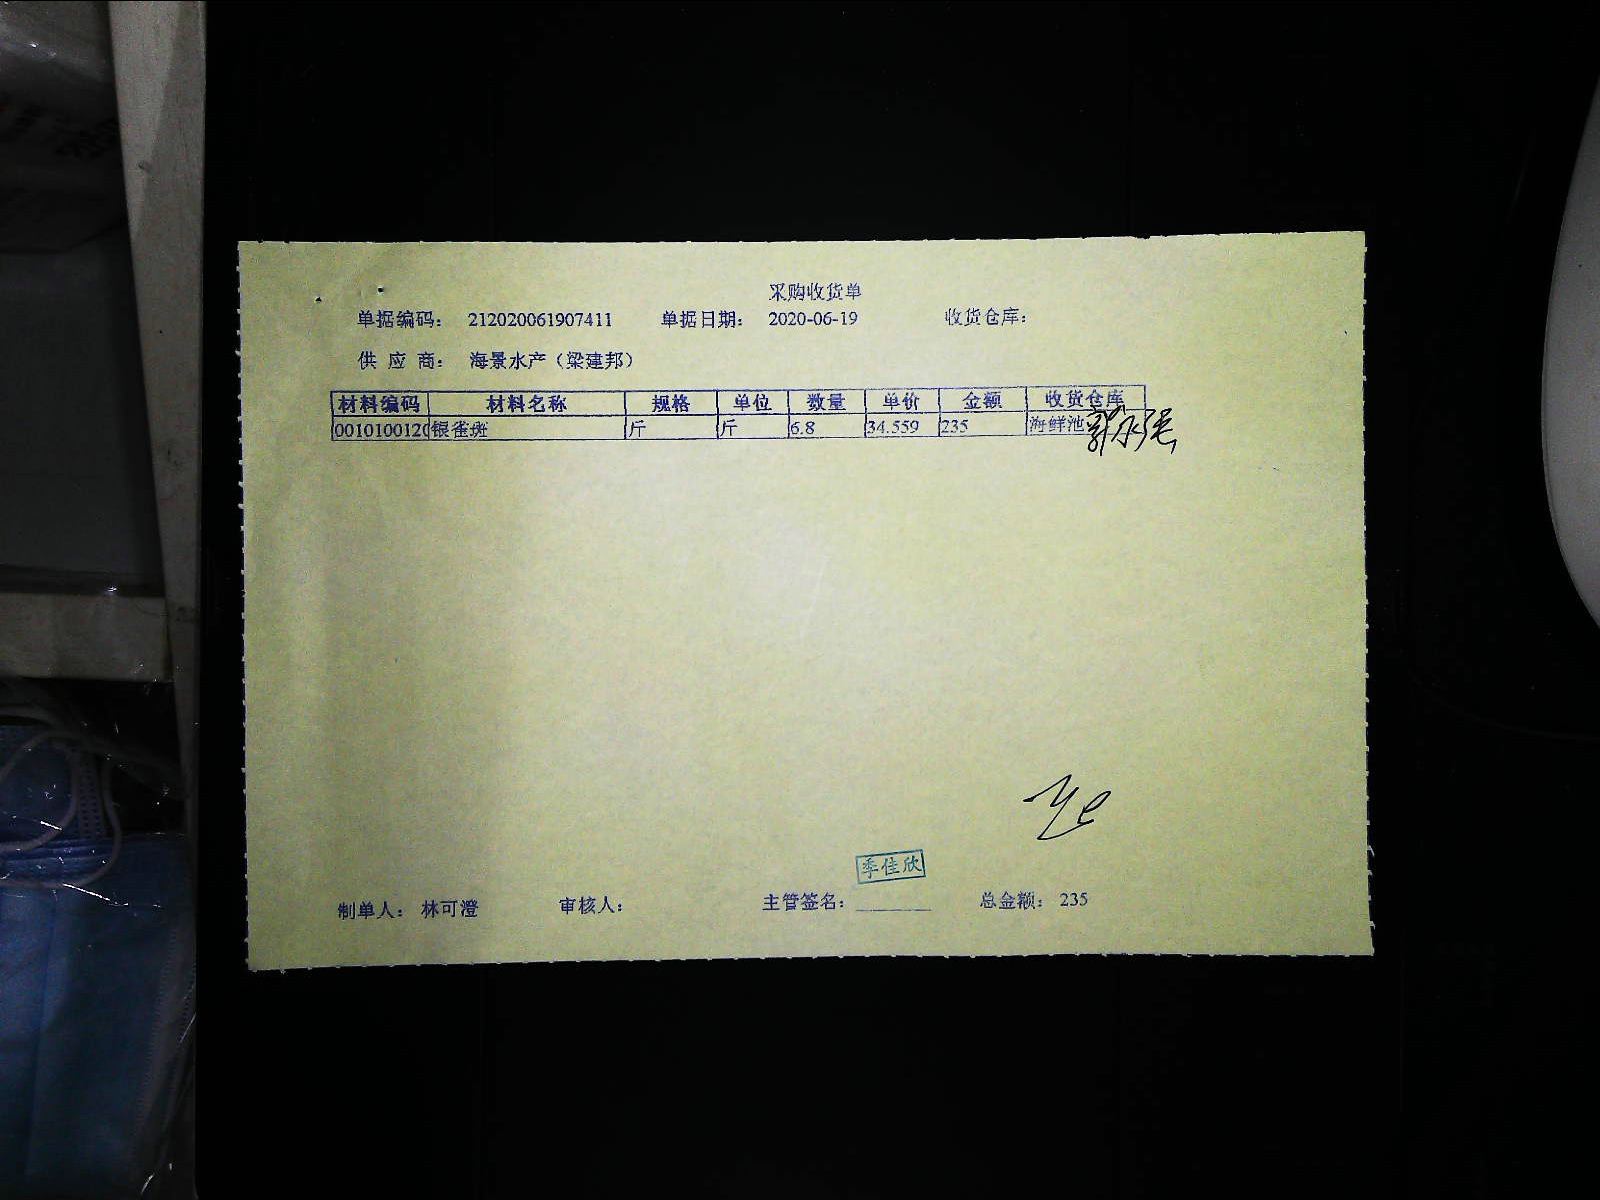 采购收货单
单据编码： 212020061907411 单据日期： 2020-06-19 收货仓库：
供 应 商： 海景水产（梁建邦）
材料编码 材料名称 规格 单位 数量 单价 金额 收货仓库
0010100120 银雀斑 斤 斤 6.8 34.559 235 海鲜池 郭永强
季佳欣
制单人： 林可澄 审核人： 主管签名： 总金额： 235